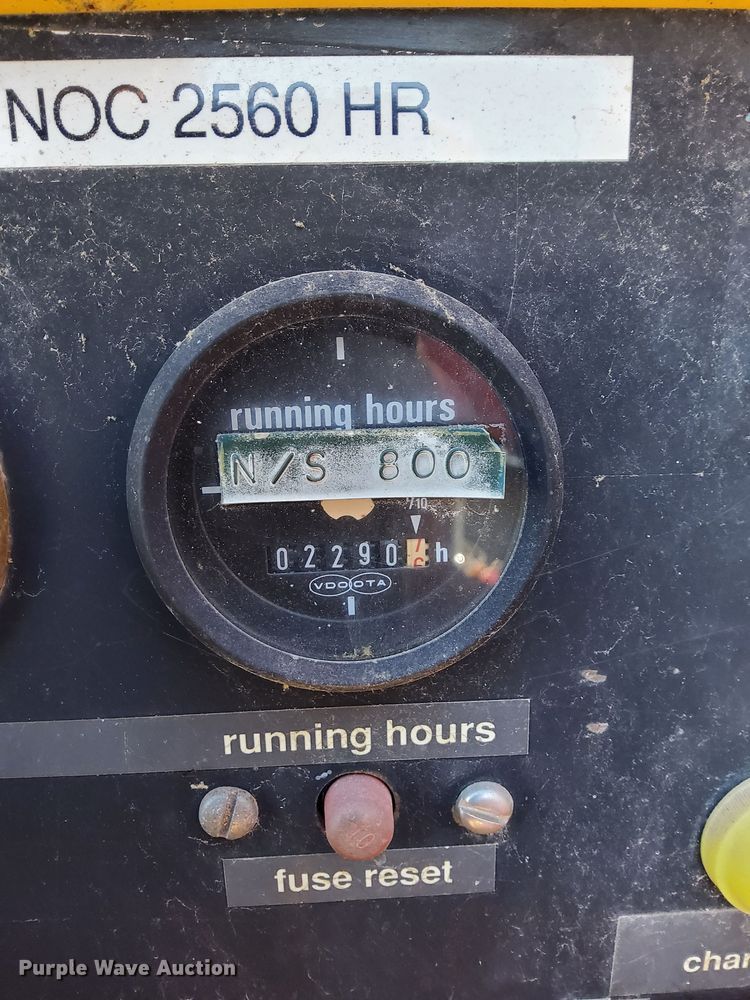 NOC 2560 HR
running hours
N/S 800
1/10
02290 h
VDO OTA
running hours
10
fuse reset
Purple Wave Auction